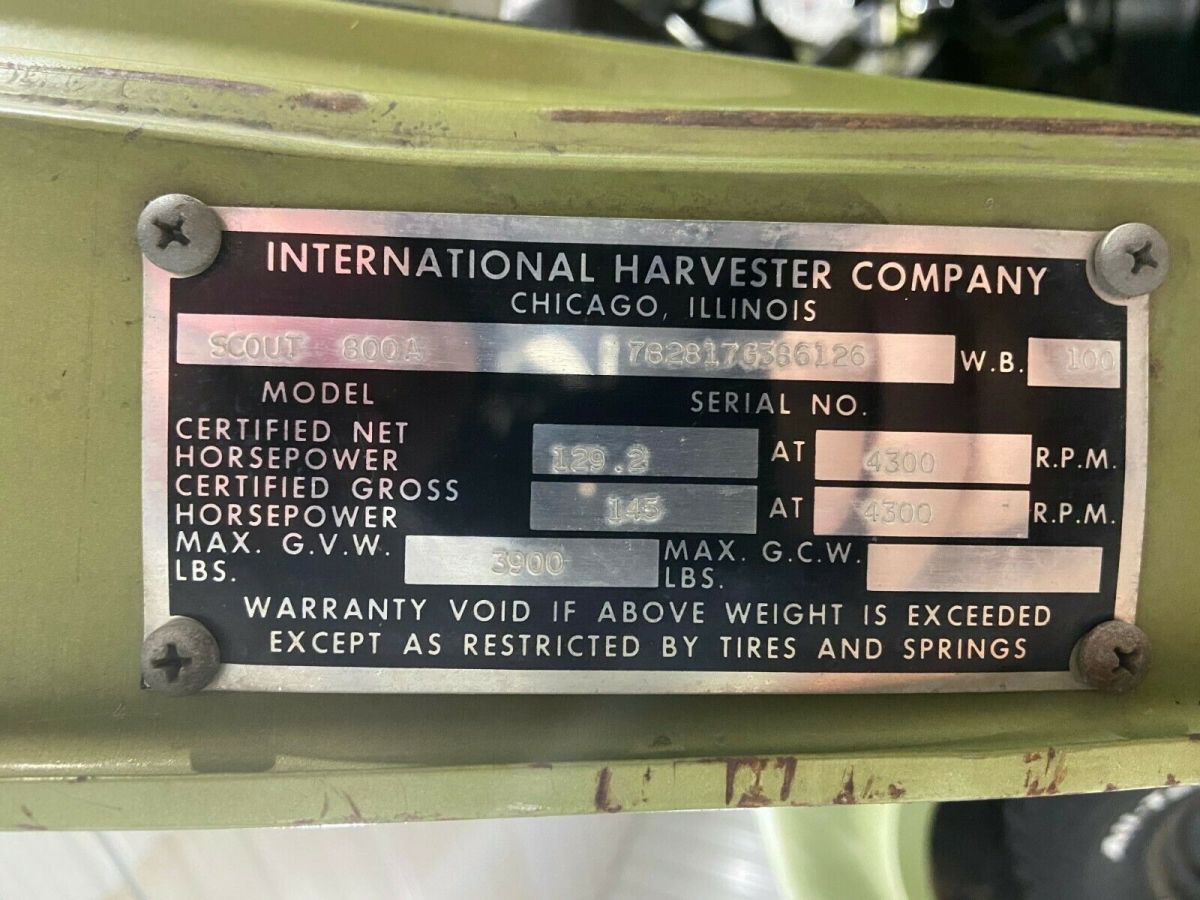 INTERNATIONAL HARVESTER COMPANY
CHICAGO, ILLINOIS
SCOUT 800A 782817G386126 W.B. 100
MODEL SERIAL NO.
CERTIFIED NET
HORSEPOWER 129.2 AT 4300 R.P.M.
CERTIFIED GROSS
HORSEPOWER 145 AT 4300 R.P.M.
MAX. G.V.W. 3900 MAX. G.C.W.
LBS. LBS.
WARRANTY VOID IF ABOVE WEIGHT IS EXCEEDED
EXCEPT AS RESTRICTED BY TIRES AND SPRINGS